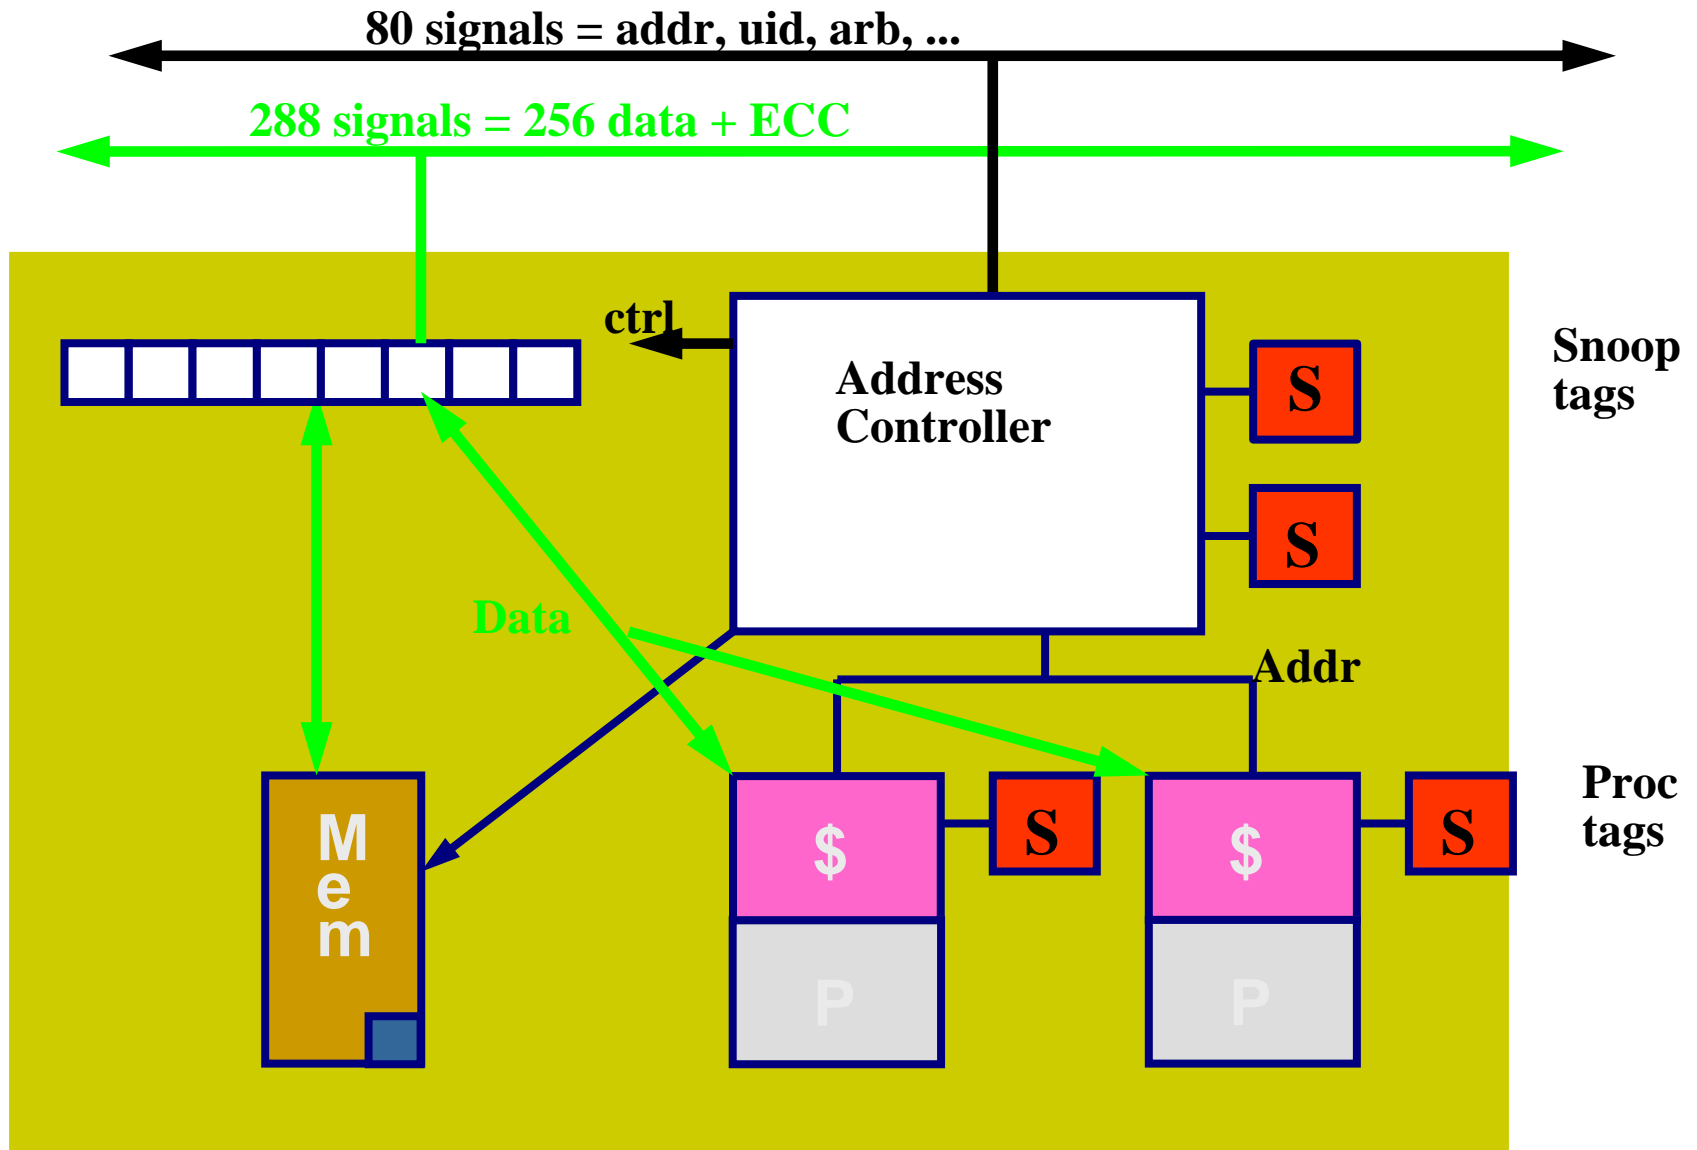 80 signals = addr, uid, arb, ...
288 signals = 256 data + ECC
ctrl
Address
Controller
S
Snoop
tags
S
Data
Addr
M
e
m
$
S
$
S
Proc
tags
P
P